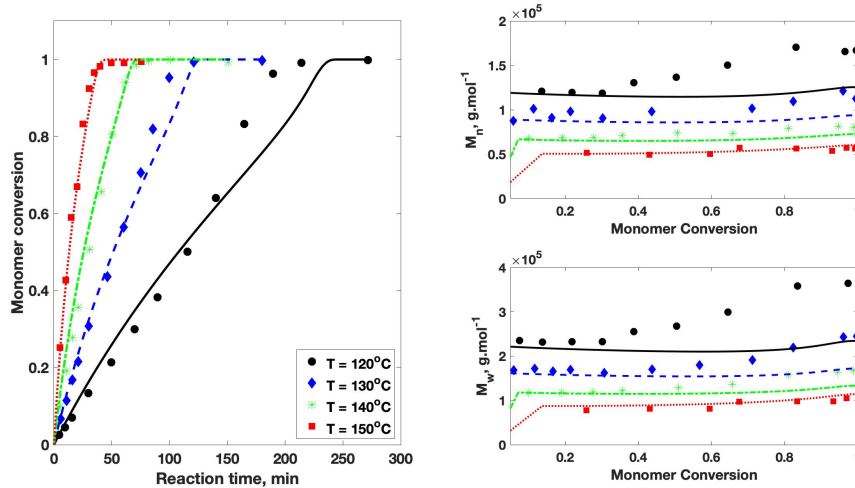 Monomer conversion
1
0.8
0.6
0.4
0.2
0
0 50 100 150 200 250 300
Reaction time, min
T = 120°C
T = 130°C
T = 140°C
T = 150°C
×10⁵
Mₙ, g.mol⁻¹
2
1.5
1
0.5
0
0.2 0.4 0.6 0.8 1
Monomer Conversion
×10⁵
M_w, g.mol⁻¹
4
3
2
1
0
0.2 0.4 0.6 0.8 1
Monomer Conversion